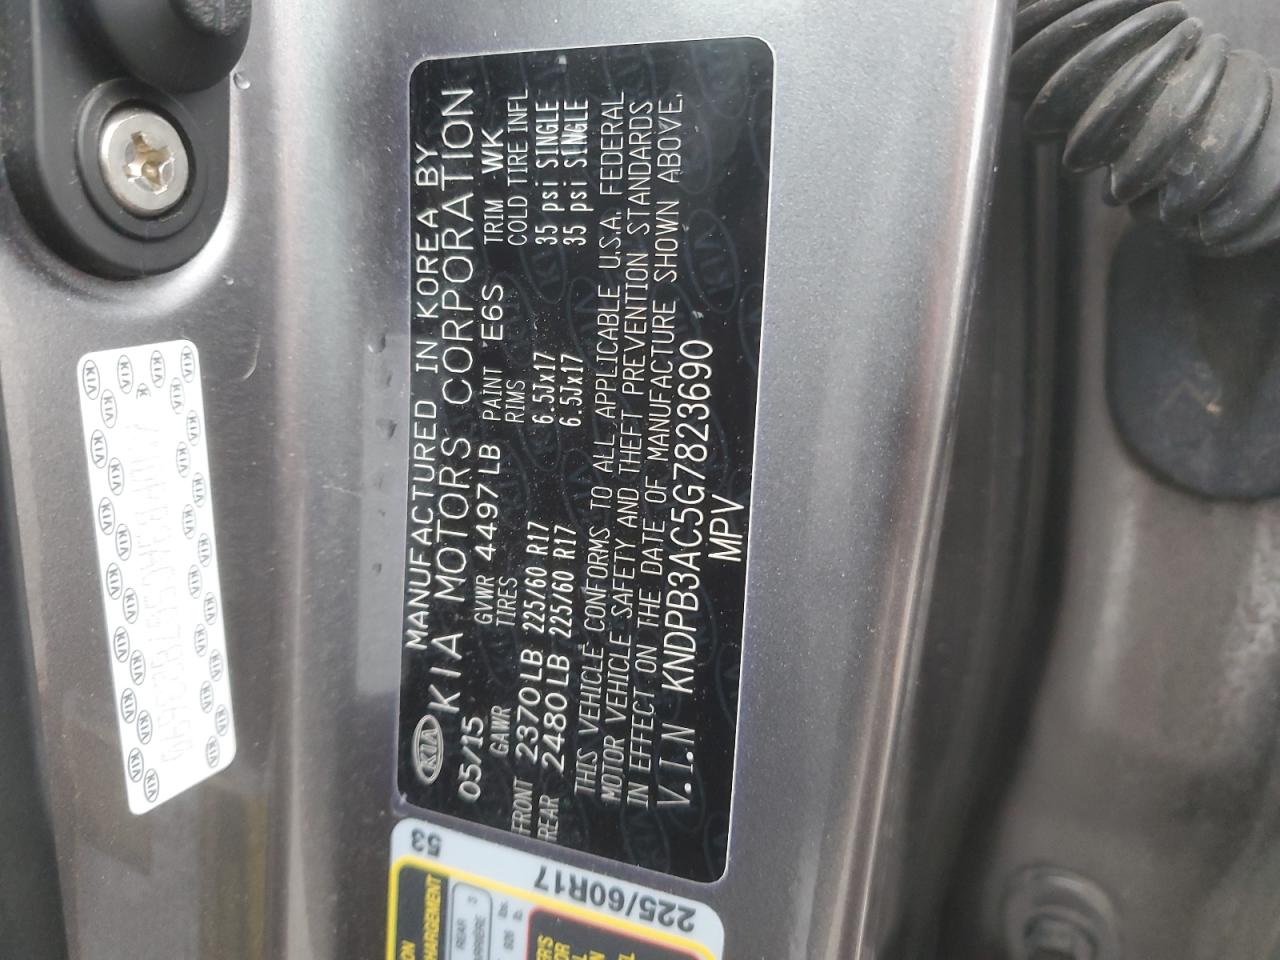 MANUFACTURED IN KOREA BY
KIA KIA MOTORS CORPORATION
05/15 GVWR 4497LB PAINT E6S TRIM WK
GAWR TIRES RIMS COLD TIRE INFL
FRONT 2370LB 225/60 R17 6.5Jx17 35 psi SINGLE
REAR 2480LB 225/60 R17 6.5Jx17 35 psi SINGLE
THIS VEHICLE CONFORMS TO ALL APPLICABLE U.S.A. FEDERAL
MOTOR VEHICLE SAFETY AND THEFT PREVENTION STANDARDS
IN EFFECT ON THE DATE OF MANUFACTURE SHOWN ABOVE.
V.I.N KNDPB3AC5G7823690
MPV
53
225/60R17
CHARGEMENT
REAR